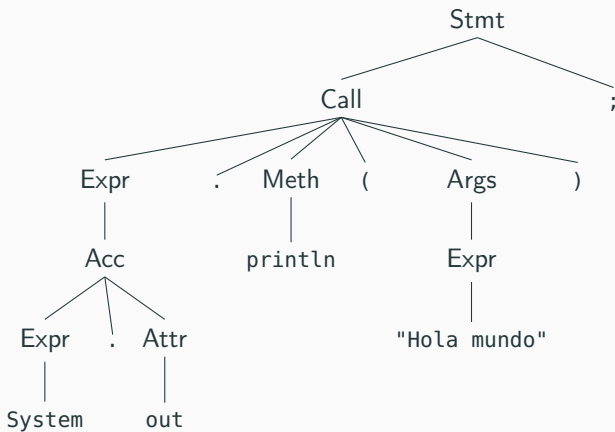 Stmt
Call ;
Expr . Meth ( Args )
Acc println Expr
Expr . Attr "Hola mundo"
System out